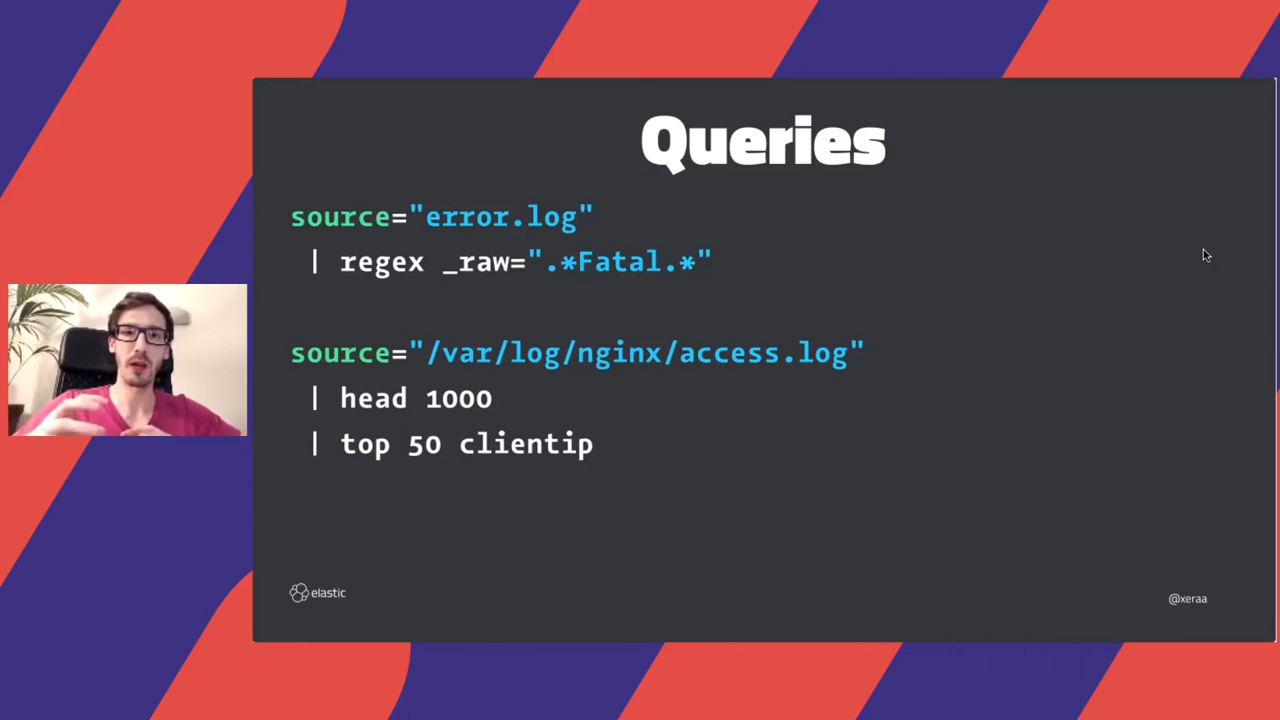 Queries
source="error.log"
| regex _raw=".*Fatal.*"
source="/var/log/nginx/access.log"
| head 1000
| top 50 clientip
elastic
@xeraa